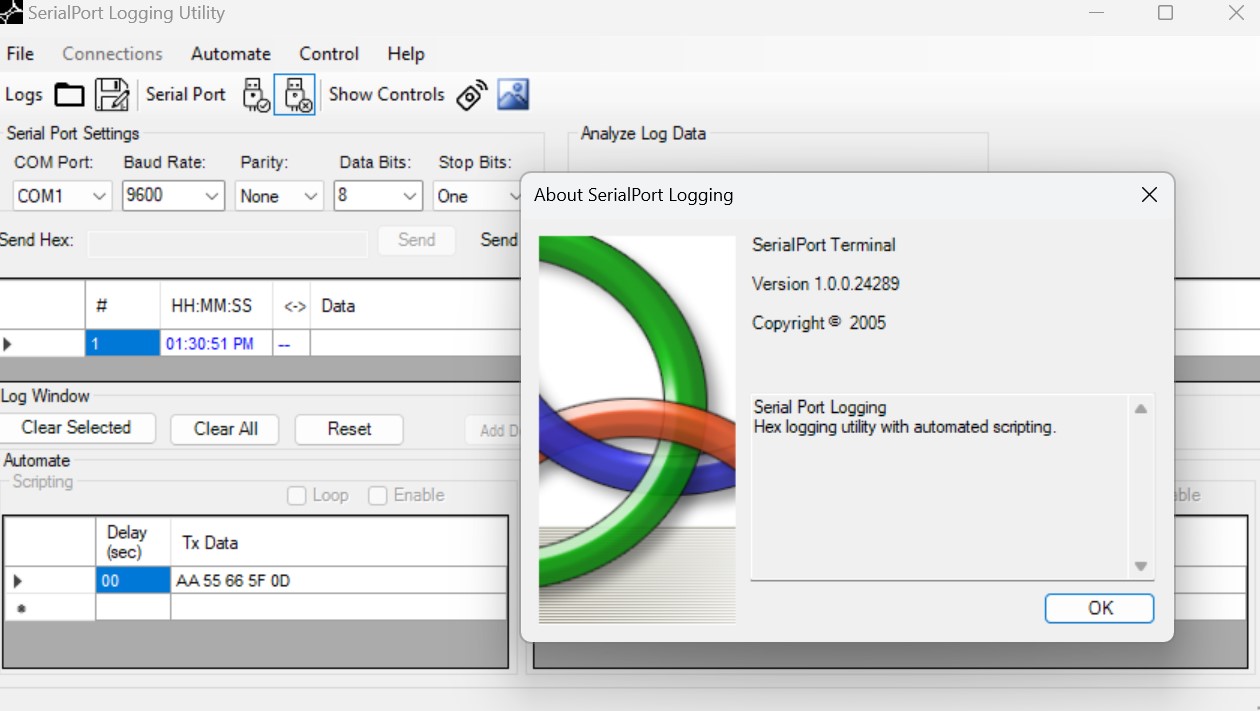 SerialPort Logging Utility
File Connections Automate Control Help
Logs Serial Port Show Controls
Serial Port Settings
Analyze Log Data
COM Port: Baud Rate: Parity: Data Bits: Stop Bits:
COM1 9600 None 8 One
Send Hex: Send Send
# HH:MM:SS <-> Data
1 01:30:51 PM --
Log Window
Clear Selected Clear All Reset Add
Automate
Scripting
Loop Enable
Delay
(sec)
Tx Data
00 AA 55 66 5F 0D
*
About SerialPort Logging
SerialPort Terminal
Version 1.0.0.24289
Copyright © 2005
Serial Port Logging
Hex logging utility with automated scripting.
OK